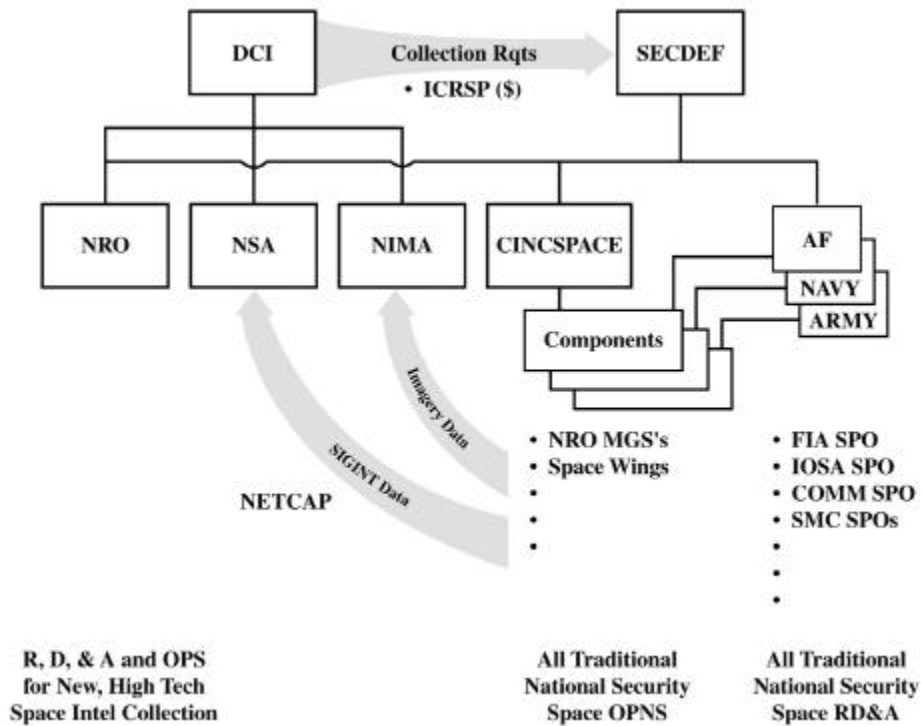 DCI
Collection Rqts
• ICRSP ($)
SECDEF
NRO
NSA
NIMA
CINCSPACE
AF
NAVY
ARMY
Components
Imagery Data
SIGINT Data
NETCAP
• NRO MGS's
• Space Wings
•
•
•
• FIA SPO
• IOSA SPO
• COMM SPO
• SMC SPOs
•
•
•
R, D, & A and OPS
for New, High Tech
Space Intel Collection
All Traditional
National Security
Space OPNS
All Traditional
National Security
Space RD&A